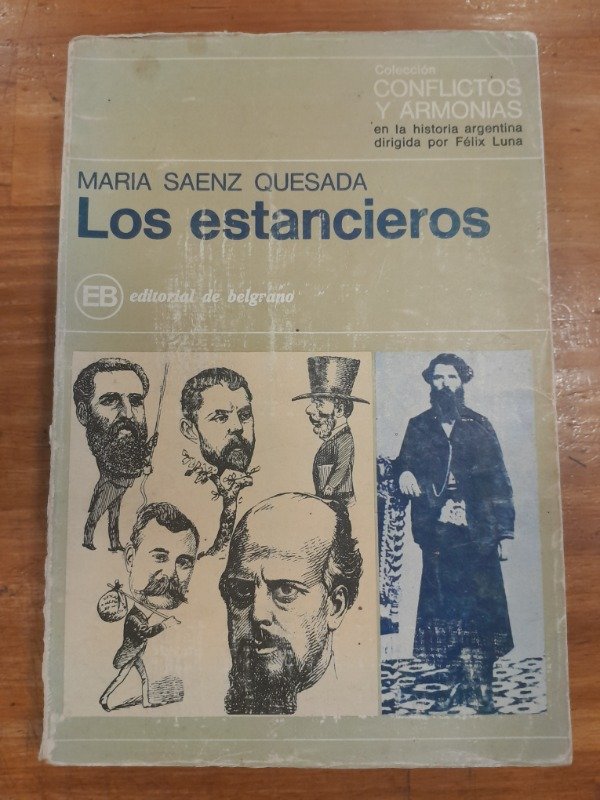 Colección
CONFLICTOS
Y ARMONIAS
en la historia argentina
dirigida por Félix Luna
MARIA SAENZ QUESADA
Los estancieros
EB editorial de belgrano